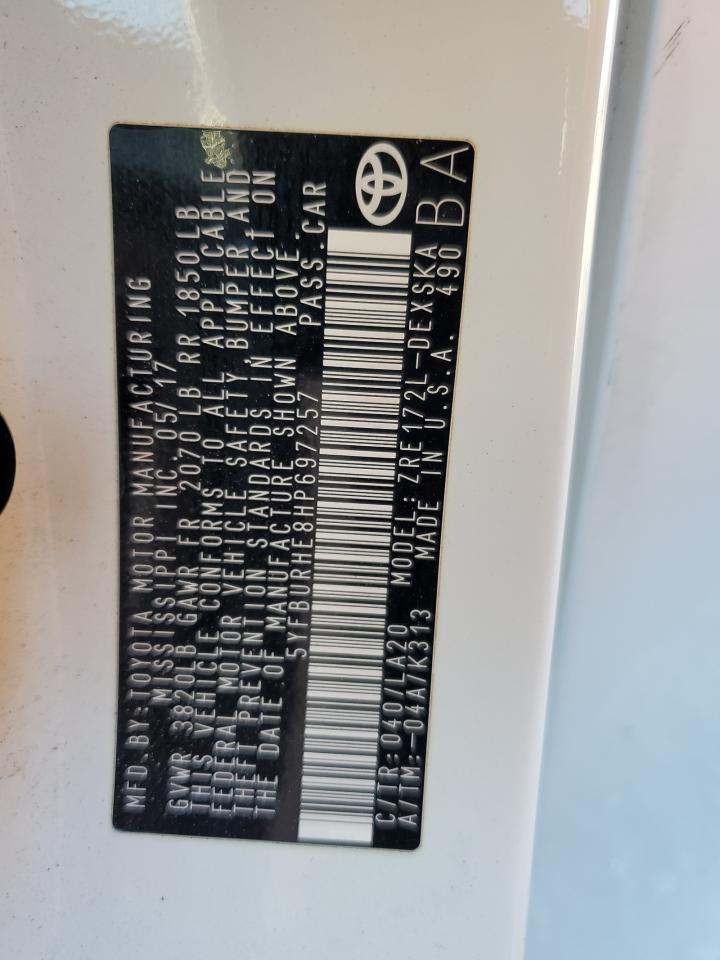 MFD. BY: TOYOTA MOTOR MANUFACTURING
MISSISSIPPI INC. 05/17
GVWR 3820LB GAWR FR 2070LB RR 1850LB
THIS VEHICLE CONFORMS TO ALL APPLICABLE
FEDERAL MOTOR VEHICLE SAFETY, BUMPER, AND
THEFT PREVENTION STANDARDS IN EFFECT ON
THE DATE OF MANUFACTURE SHOWN ABOVE.
5YFBURHE8HP697257 PASS.CAR
C/TR: 040/LA20 MODEL: ZRE172L-DEXSKA
A/TM: -04A/K313 MADE IN U.S.A. 490
BA